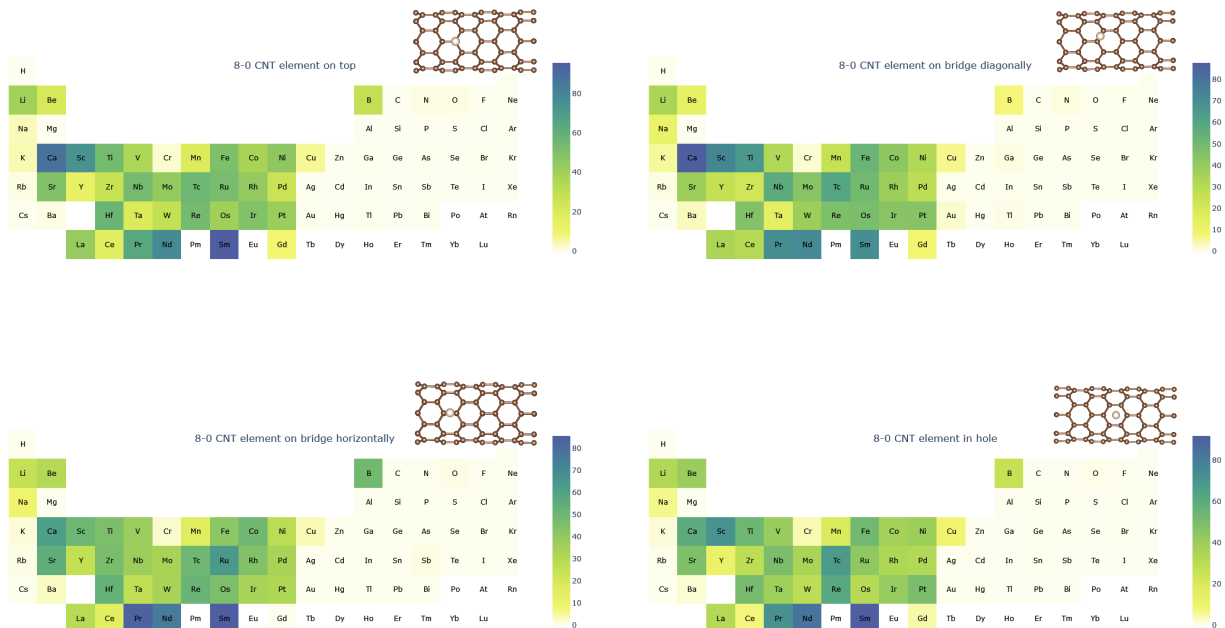 8-0 CNT element on top
H
Li Be B C N O F Ne
Na Mg Al Si P S Cl Ar
K Ca Sc Ti V Cr Mn Fe Co Ni Cu Zn Ga Ge As Se Br Kr
Rb Sr Y Zr Nb Mo Tc Ru Rh Pd Ag Cd In Sn Sb Te I Xe
Cs Ba Hf Ta W Re Os Ir Pt Au Hg Tl Pb Bi Po At Rn
La Ce Pr Nd Pm Sm Eu Gd Tb Dy Ho Er Tm Yb Lu
80
60
40
20
0
8-0 CNT element on bridge diagonally
H
Li Be B C N O F Ne
Na Mg Al Si P S Cl Ar
K Ca Sc Ti V Cr Mn Fe Co Ni Cu Zn Ga Ge As Se Br Kr
Rb Sr Y Zr Nb Mo Tc Ru Rh Pd Ag Cd In Sn Sb Te I Xe
Cs Ba Hf Ta W Re Os Ir Pt Au Hg Tl Pb Bi Po At Rn
La Ce Pr Nd Pm Sm Eu Gd Tb Dy Ho Er Tm Yb Lu
80
70
60
50
40
30
20
10
0
8-0 CNT element on bridge horizontally
H
Li Be B C N O F Ne
Na Mg Al Si P S Cl Ar
K Ca Sc Ti V Cr Mn Fe Co Ni Cu Zn Ga Ge As Se Br Kr
Rb Sr Y Zr Nb Mo Tc Ru Rh Pd Ag Cd In Sn Sb Te I Xe
Cs Ba Hf Ta W Re Os Ir Pt Au Hg Tl Pb Bi Po At Rn
La Ce Pr Nd Pm Sm Eu Gd Tb Dy Ho Er Tm Yb Lu
80
70
60
50
40
30
20
10
0
8-0 CNT element in hole
H
Li Be B C N O F Ne
Na Mg Al Si P S Cl Ar
K Ca Sc Ti V Cr Mn Fe Co Ni Cu Zn Ga Ge As Se Br Kr
Rb Sr Y Zr Nb Mo Tc Ru Rh Pd Ag Cd In Sn Sb Te I Xe
Cs Ba Hf Ta W Re Os Ir Pt Au Hg Tl Pb Bi Po At Rn
La Ce Pr Nd Pm Sm Eu Gd Tb Dy Ho Er Tm Yb Lu
80
60
40
20
0